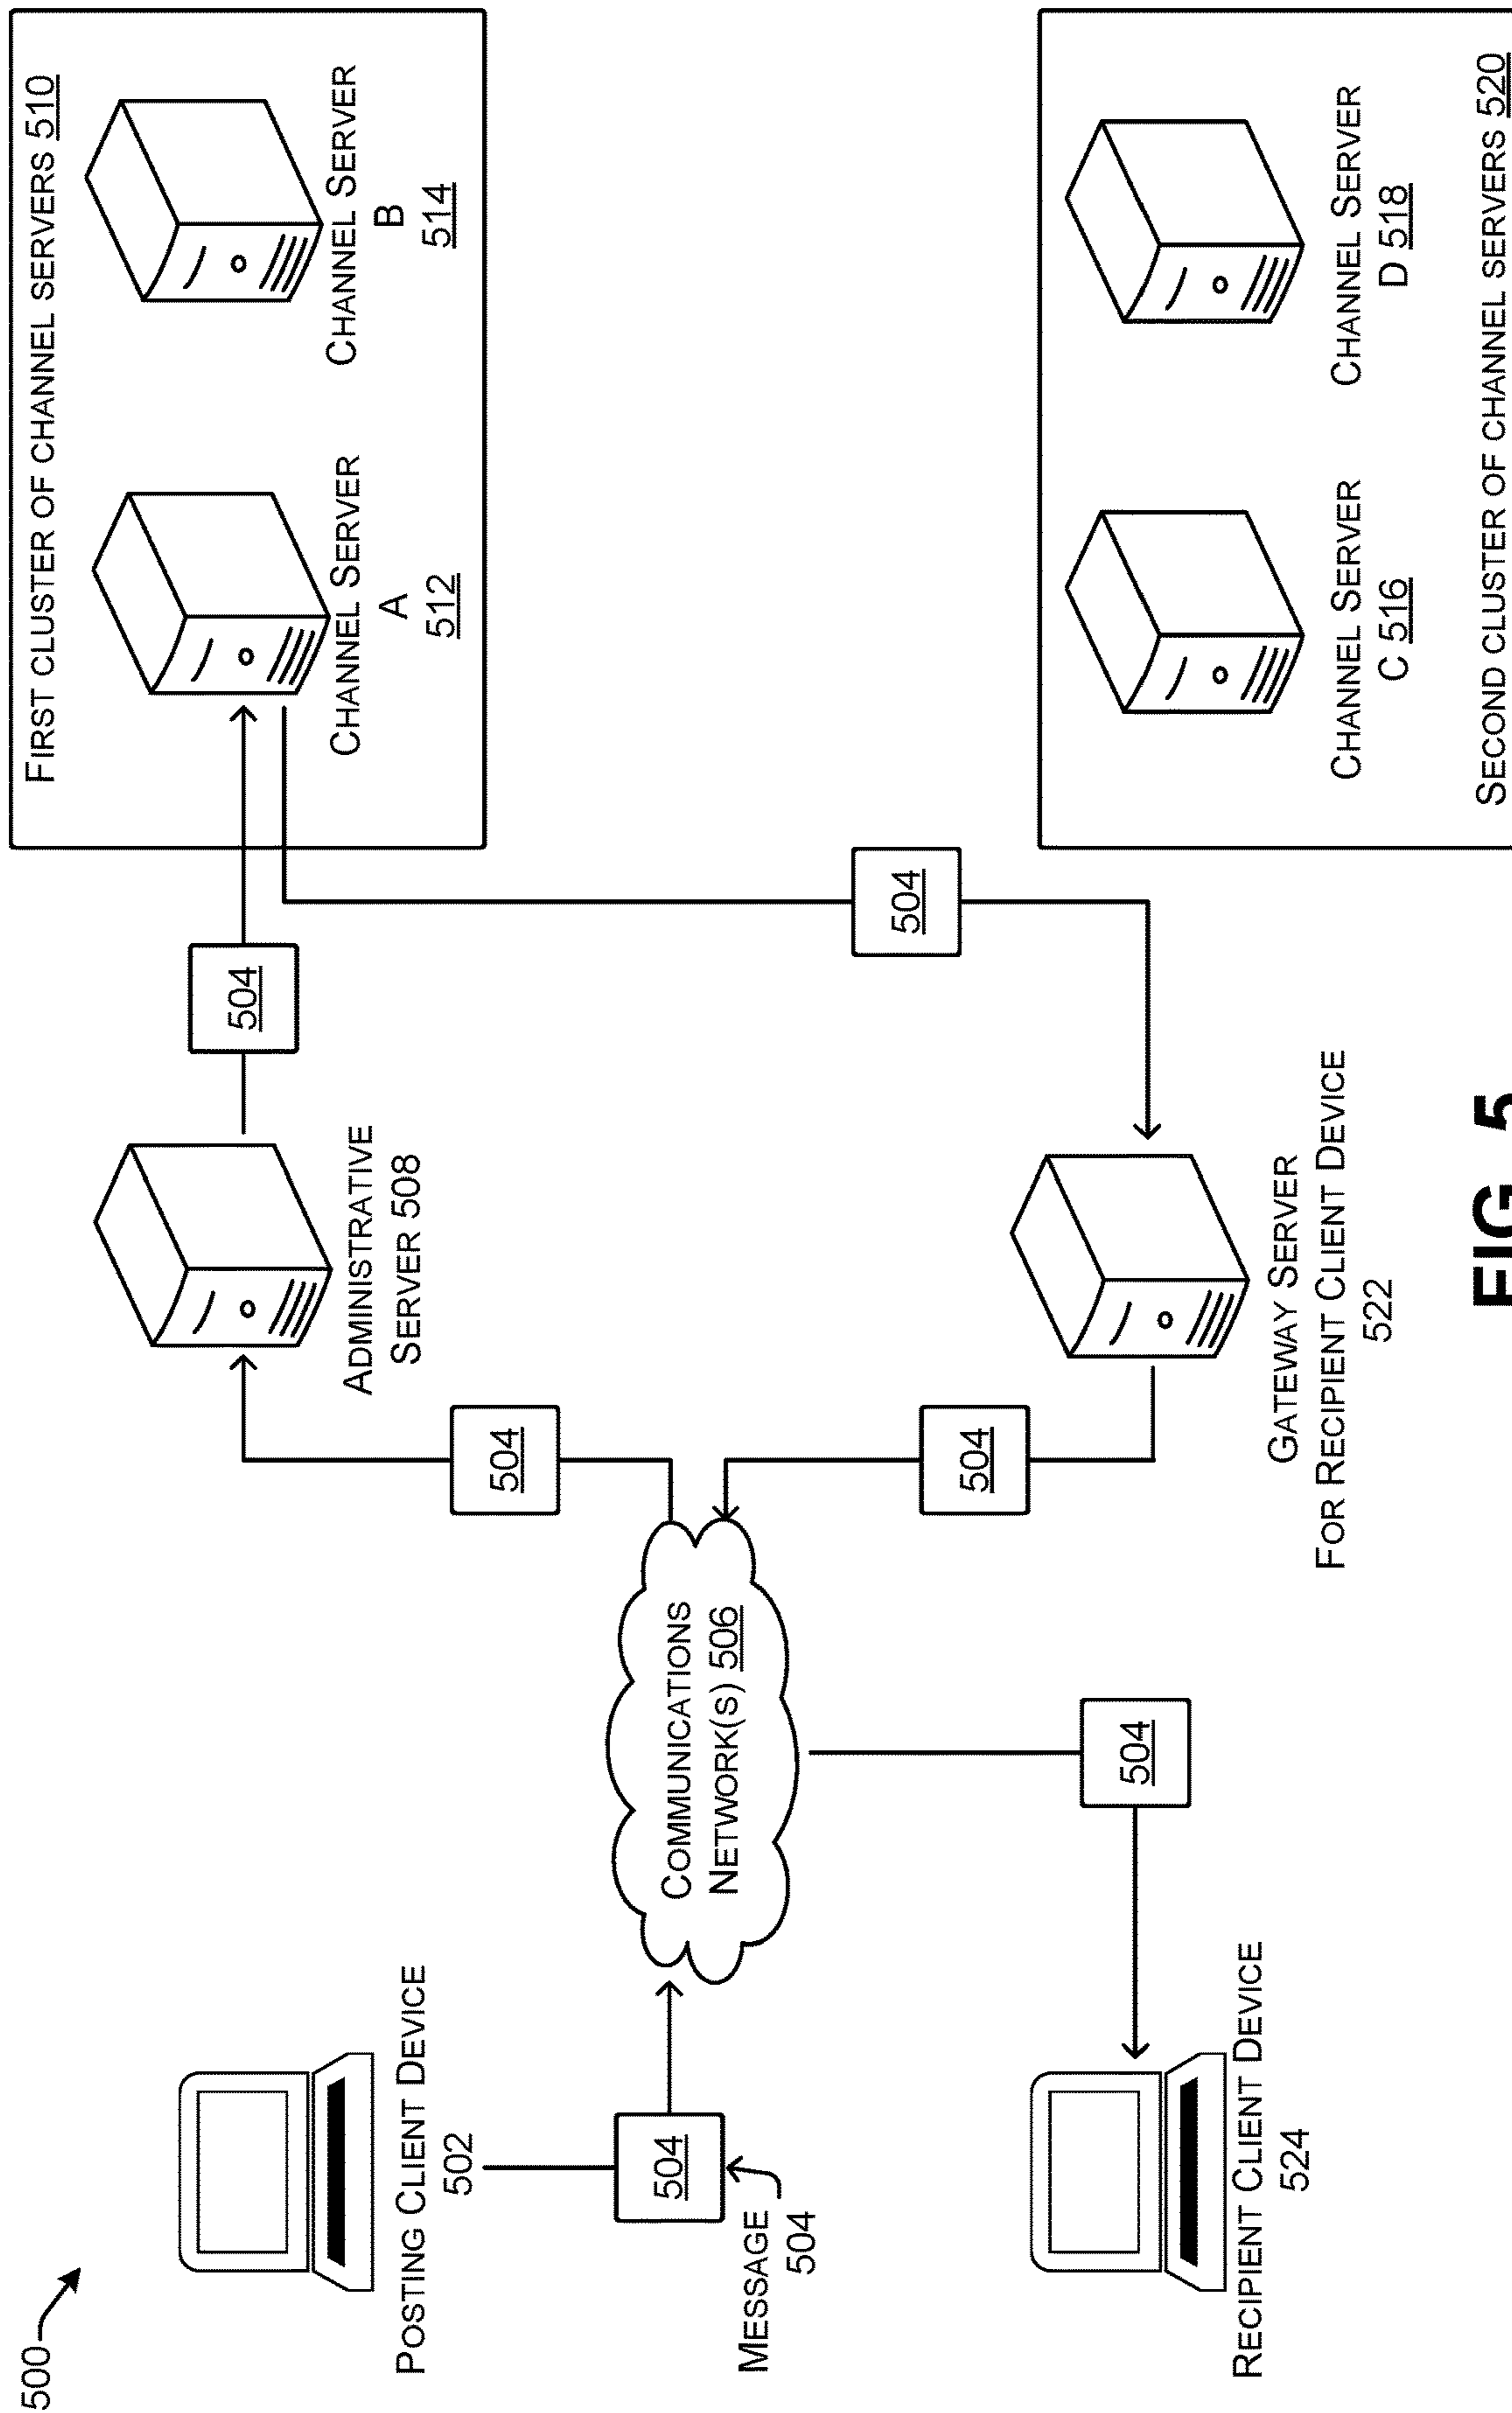 500
POSTING CLIENT DEVICE
502
504
MESSAGE
504
COMMUNICATIONS
NETWORK(S) 506
504
ADMINISTRATIVE
SERVER 508
504
FIRST CLUSTER OF CHANNEL SERVERS 510
CHANNEL SERVER
A
512
CHANNEL SERVER
B
514
504
CHANNEL SERVER
C 516
CHANNEL SERVER
D 518
SECOND CLUSTER OF CHANNEL SERVERS 520
GATEWAY SERVER
FOR RECIPIENT CLIENT DEVICE
522
504
504
RECIPIENT CLIENT DEVICE
524
FIG. 5